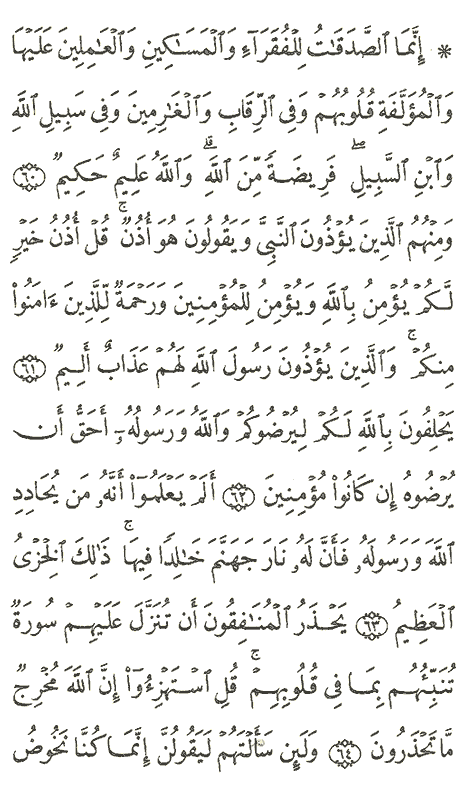 * إِنَّمَا ٱلصَّدَقَٰتُ لِلْفُقَرَآءِ وَٱلْمَسَٰكِينِ وَٱلْعَٰمِلِينَ عَلَيْهَا
وَٱلْمُؤَلَّفَةِ قُلُوبُهُمْ وَفِى ٱلرِّقَابِ وَٱلْغَٰرِمِينَ وَفِى سَبِيلِ ٱللَّهِ
وَٱبْنِ ٱلسَّبِيلِۖ فَرِيضَةً مِّنَ ٱللَّهِۗ وَٱللَّهُ عَلِيمٌ حَكِيمٌ ٦٠
وَمِنْهُمُ ٱلَّذِينَ يُؤْذُونَ ٱلنَّبِىَّ وَيَقُولُونَ هُوَ أُذُنٌۚ قُلْ أُذُنُ خَيْرٍ
لَّكُمْ يُؤْمِنُ بِٱللَّهِ وَيُؤْمِنُ لِلْمُؤْمِنِينَ وَرَحْمَةٌ لِّلَّذِينَ ءَامَنُوا۟
مِنكُمْۚ وَٱلَّذِينَ يُؤْذُونَ رَسُولَ ٱللَّهِ لَهُمْ عَذَابٌ أَلِيمٌ ٦١
يَحْلِفُونَ بِٱللَّهِ لَكُمْ لِيُرْضُوكُمْ وَٱللَّهُ وَرَسُولُهُۥٓ أَحَقُّ أَن
يُرْضُوهُ إِن كَانُوا۟ مُؤْمِنِينَ ٦٢ أَلَمْ يَعْلَمُوٓا۟ أَنَّهُۥ مَن يُحَادِدِ
ٱللَّهَ وَرَسُولَهُۥ فَأَنَّ لَهُۥ نَارَ جَهَنَّمَ خَٰلِدًا فِيهَاۚ ذَٰلِكَ ٱلْخِزْىُ
ٱلْعَظِيمُ ٦٣ يَحْذَرُ ٱلْمُنَٰفِقُونَ أَن تُنَزَّلَ عَلَيْهِمْ سُورَةٌ
تُنَبِّئُهُم بِمَا فِى قُلُوبِهِمْۚ قُلِ ٱسْتَهْزِءُوٓا۟ إِنَّ ٱللَّهَ مُخْرِجٌ
مَّا تَحْذَرُونَ ٦٤ وَلَئِن سَأَلْتَهُمْ لَيَقُولُنَّ إِنَّمَا كُنَّا نَخُوضُ